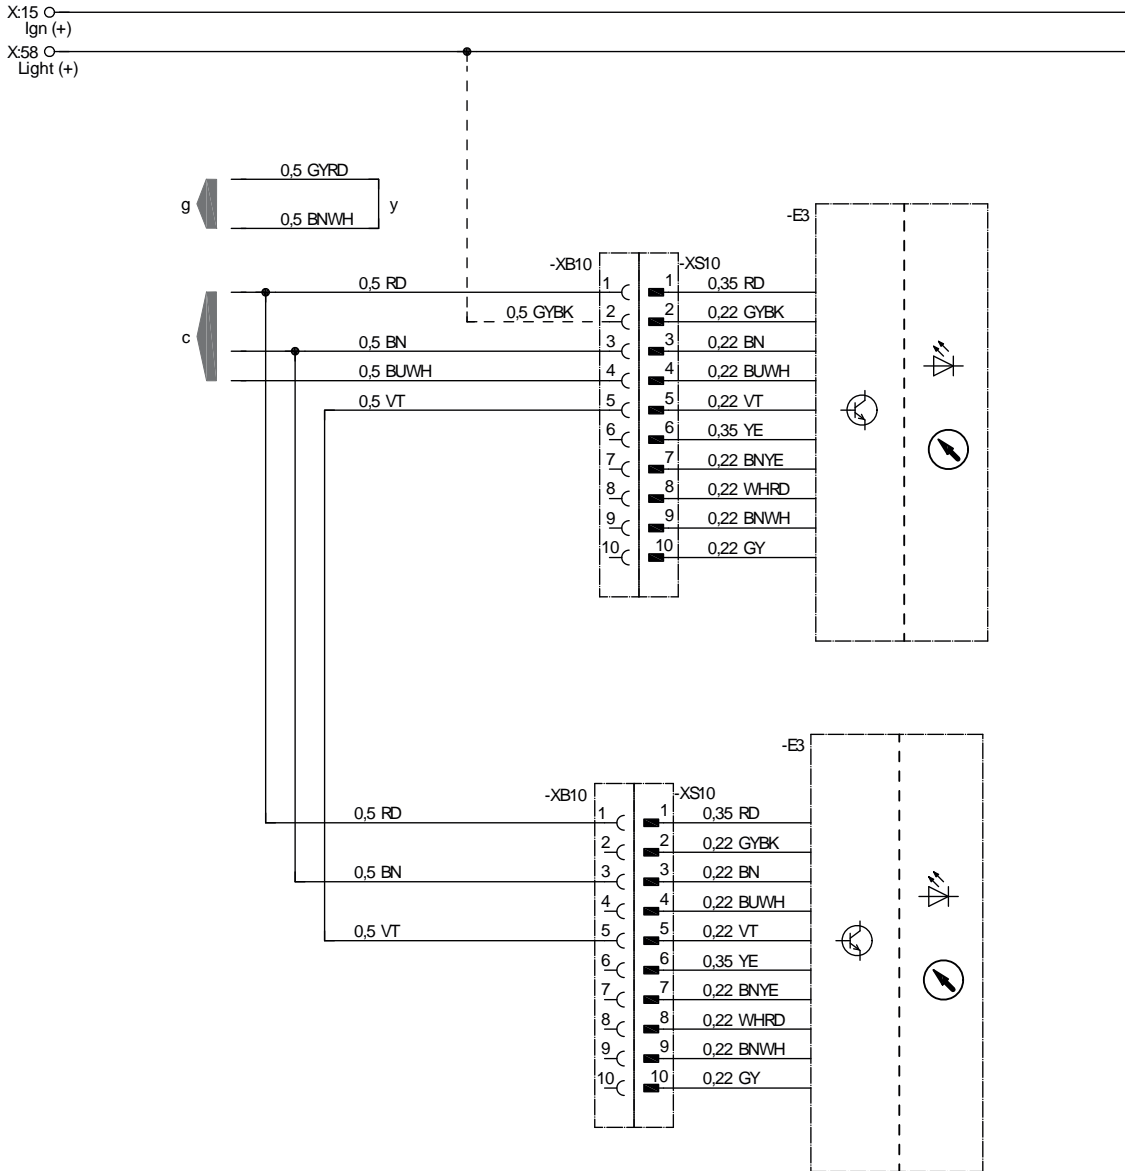 X:15
Ign (+)
X:58
Light (+)
0,5 GYRD
g
y
0,5 BNWH
-E3
-XB10
-XS10
0,5 RD
1
1
0,35 RD
0,5 GYBK
2
2
0,22 GYBK
c
0,5 BN
3
3
0,22 BN
0,5 BUWH
4
4
0,22 BUWH
0,5 VT
5
5
0,22 VT
6
6
0,35 YE
7
7
0,22 BNYE
8
8
0,22 WHRD
9
9
0,22 BNWH
10
10
0,22 GY
-E3
-XB10
-XS10
0,5 RD
1
1
0,35 RD
2
2
0,22 GYBK
0,5 BN
3
3
0,22 BN
4
4
0,22 BUWH
0,5 VT
5
5
0,22 VT
6
6
0,35 YE
7
7
0,22 BNYE
8
8
0,22 WHRD
9
9
0,22 BNWH
10
10
0,22 GY